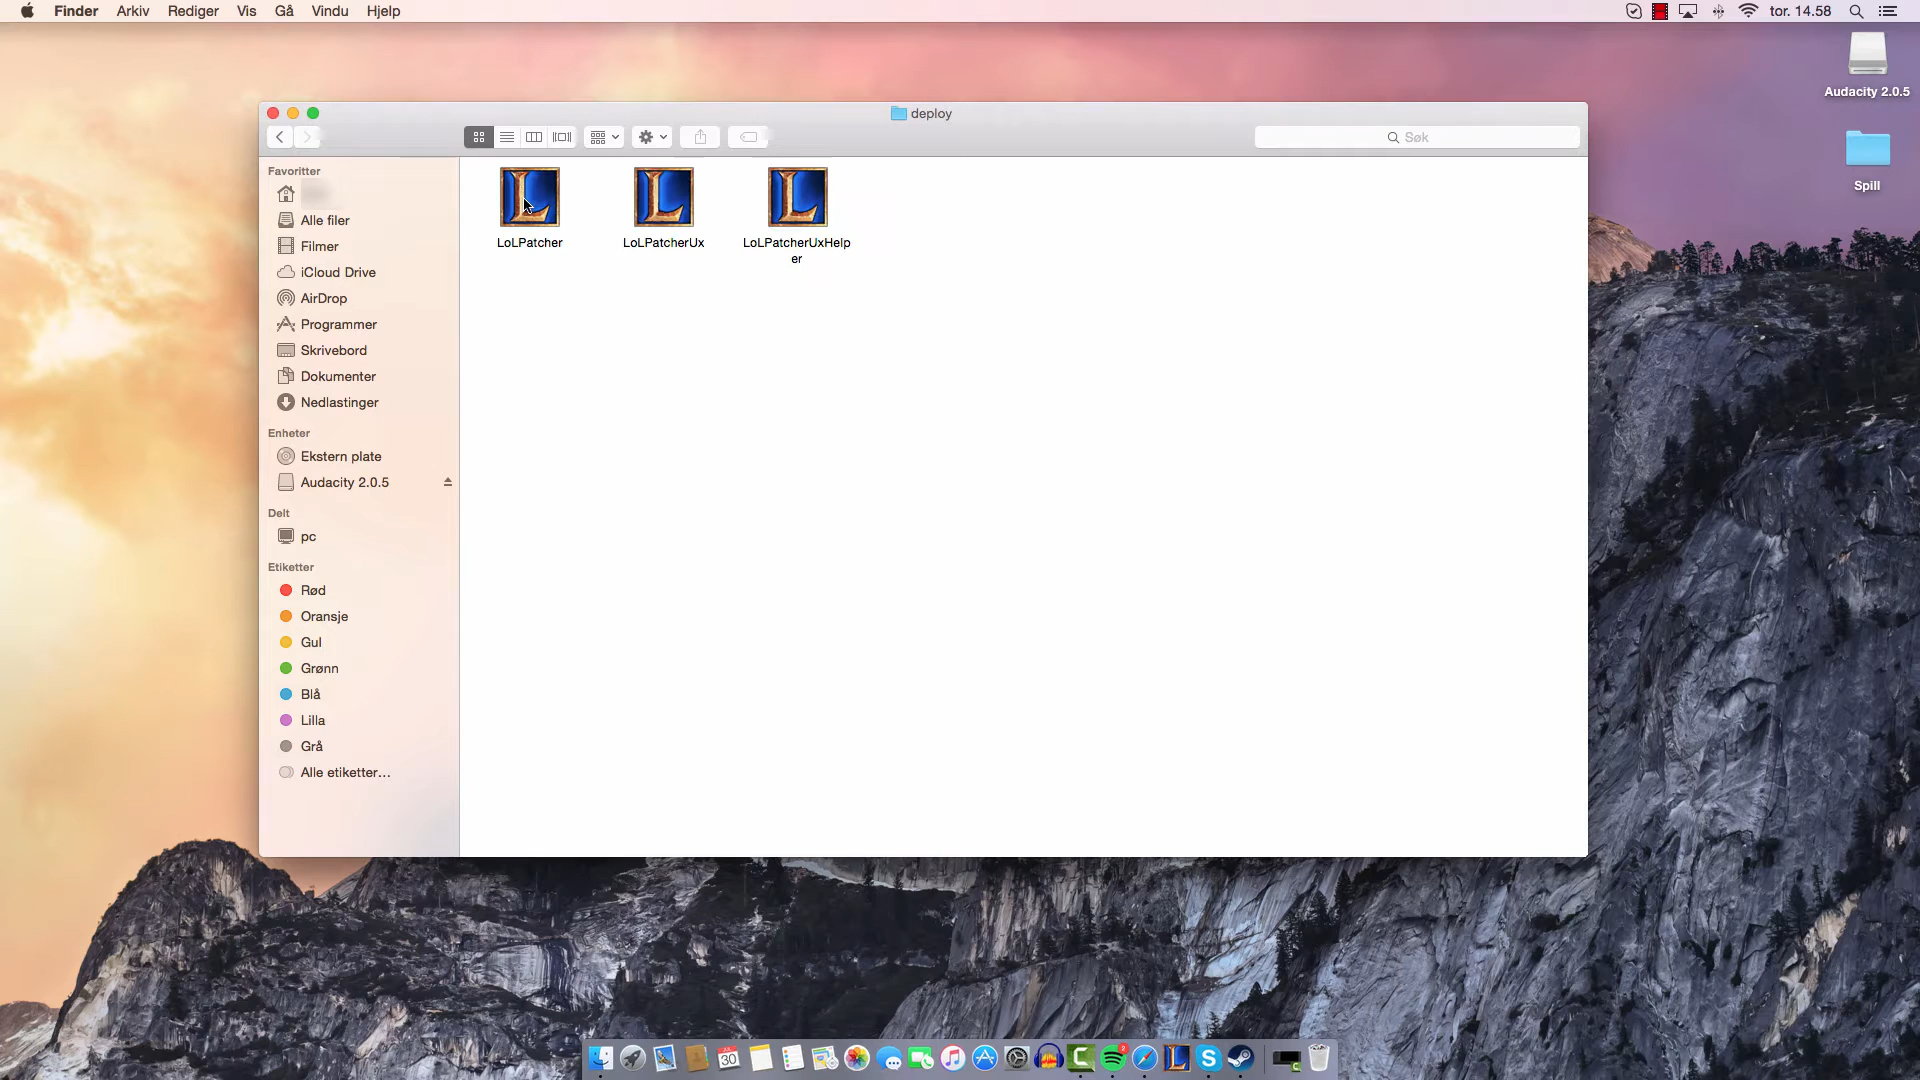 Finder Arkiv Rediger Vis Gå Vindu Hjelp tor. 14.58
Audacity 2.0.5
Spill
deploy
Søk
Favoritter
Alle filer
Filmer
iCloud Drive
AirDrop
Programmer
Skrivebord
Dokumenter
Nedlastinger
Enheter
Ekstern plate
Audacity 2.0.5
Delt
pc
Etiketter
Rød
Oransje
Gul
Grønn
Blå
Lilla
Grå
Alle etiketter...
LoLPatcher
LoLPatcherUx
LoLPatcherUxHelp
er
30
2